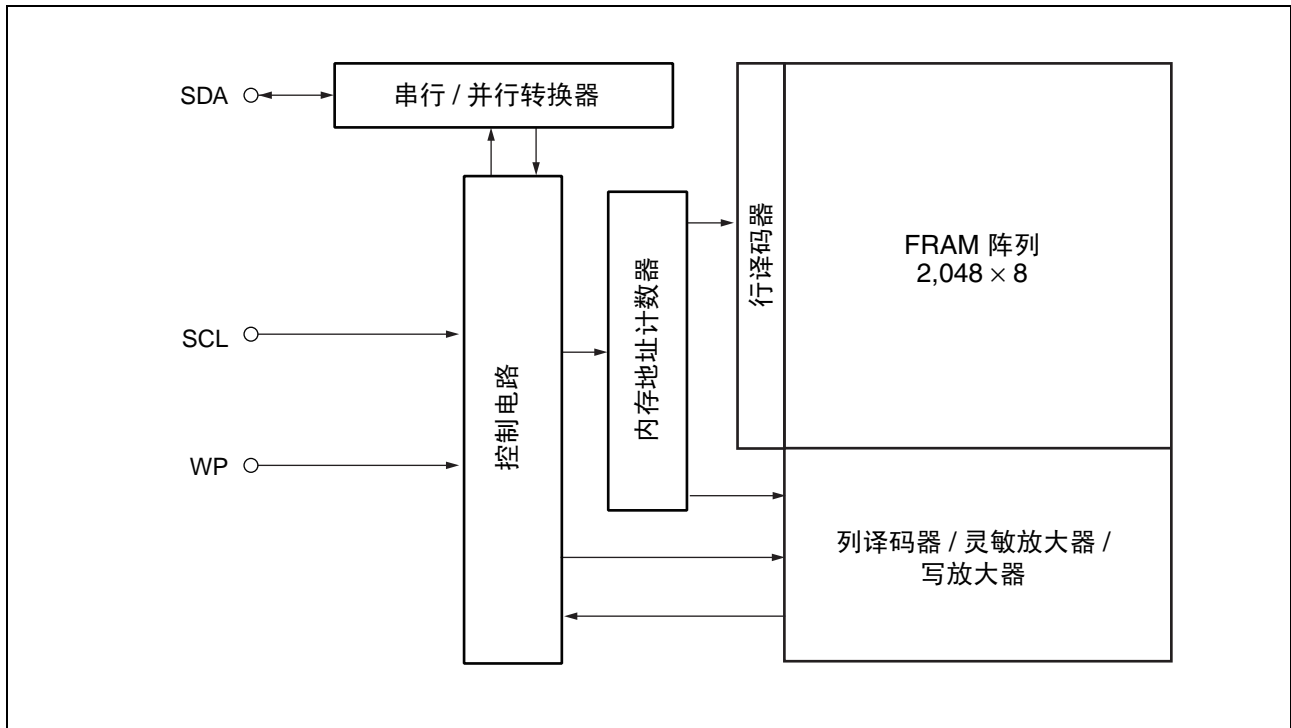 SDA
串行 / 并行转换器
SCL
WP
控制电路
内存地址计数器
行译码器
FRAM 阵列
2,048 × 8
列译码器 / 灵敏放大器 /
写放大器